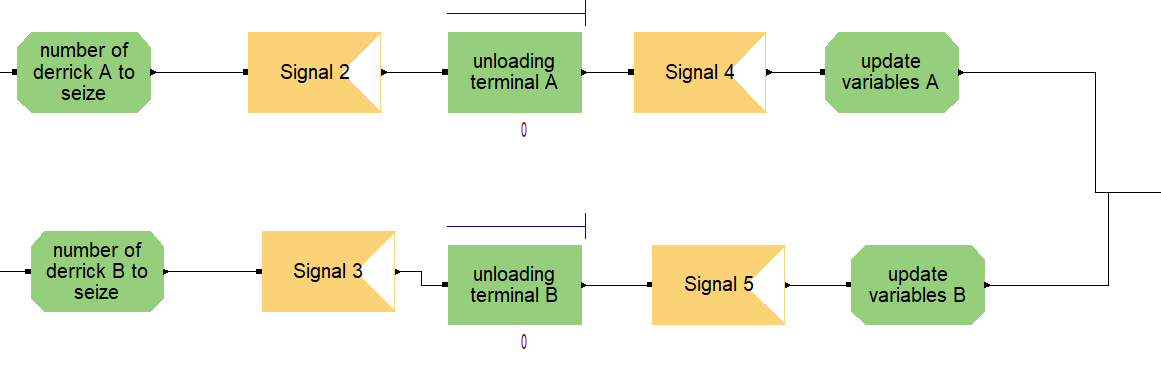 number of
derrick A to
seize
Signal 2
unloading
terminal A
0
Signal 4
update
variables A
number of
derrick B to
seize
Signal 3
unloading
terminal B
0
Signal 5
update
variables B